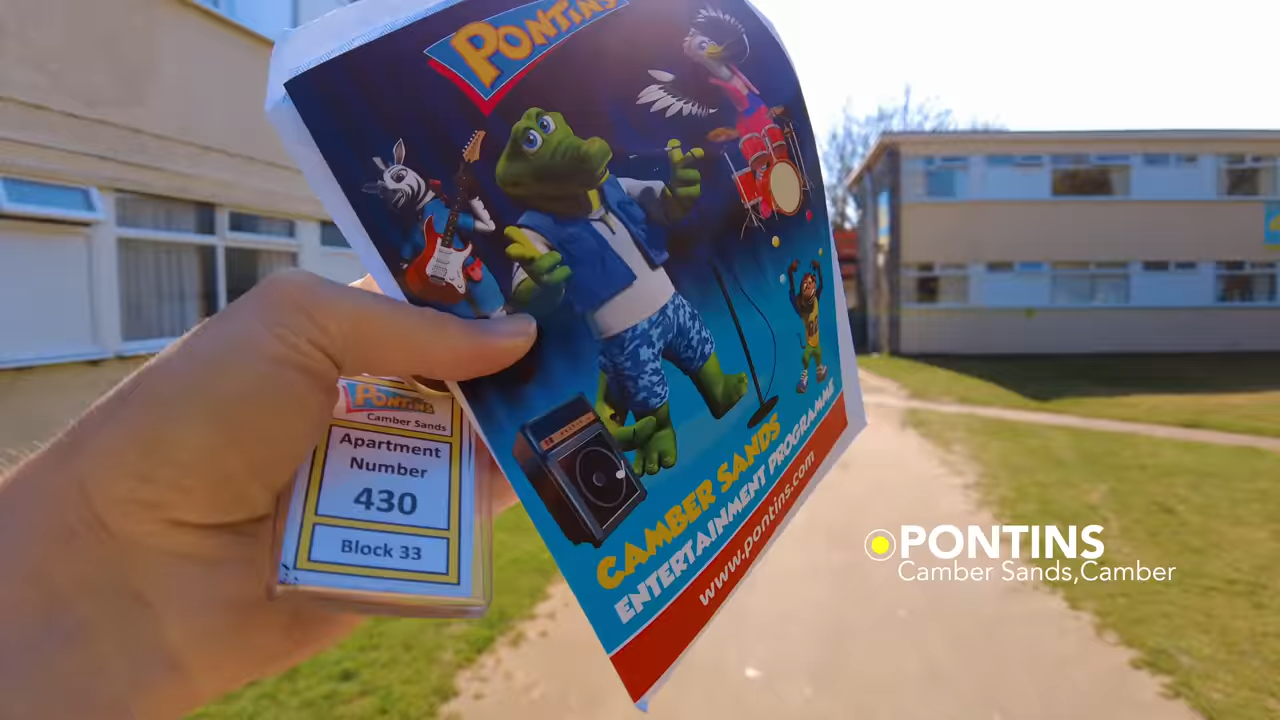 PONTINS
CAMBER SANDS
ENTERTAINMENT PROGRAMME
www.pontins.com
PONTINS
Camber Sands
Apartment
Number
430
Block 33
PONTINS
Camber Sands,Camber